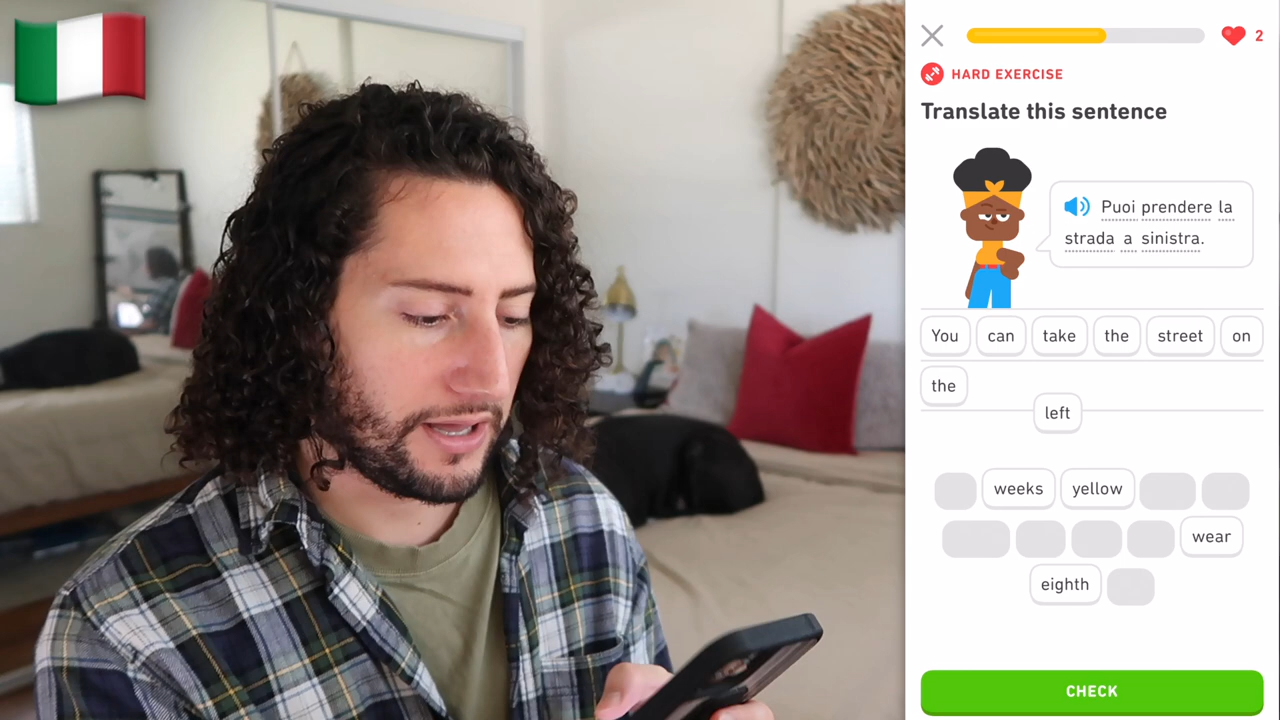 2
HARD EXERCISE
Translate this sentence
Puoi prendere la
strada a sinistra.
You can take the street on
the
left
weeks yellow
wear
eighth
CHECK